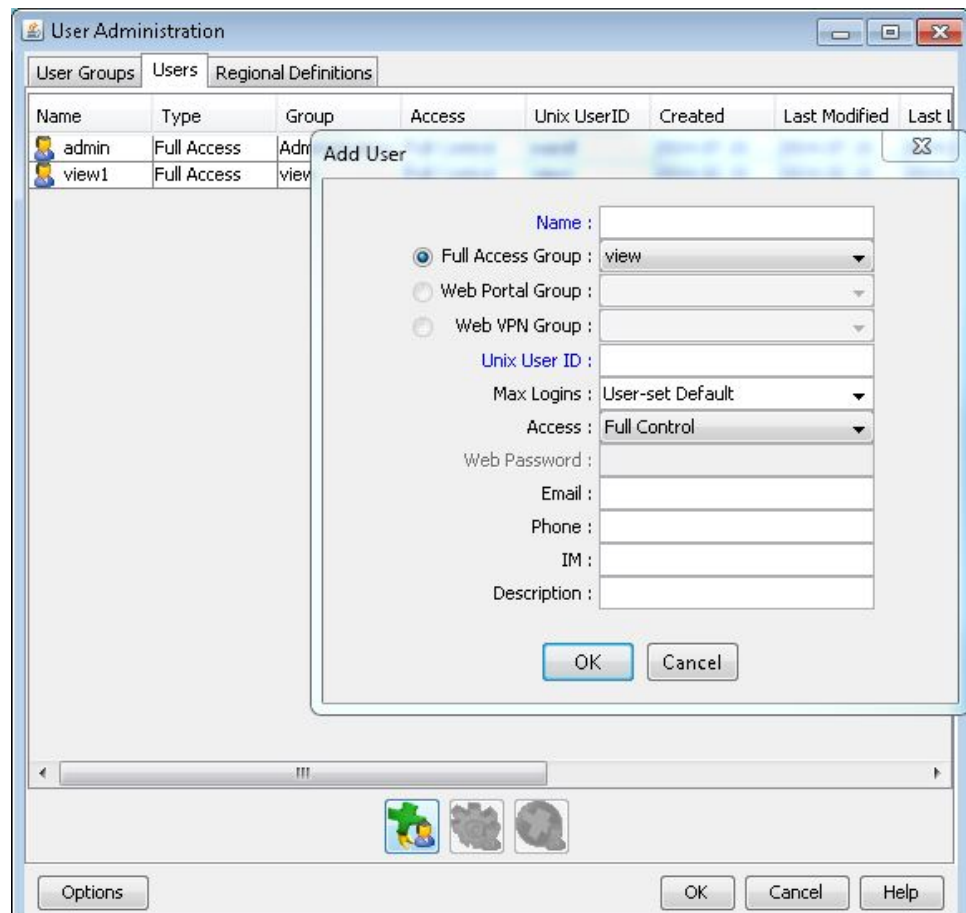 User Administration
User Groups Users Regional Definitions
Name Type Group Access Unix UserID Created Last Modified Last L
admin Full Access Adm
view1 Full Access view
Add User
Name :
Full Access Group : view
Web Portal Group :
Web VPN Group :
Unix User ID :
Max Logins : User-set Default
Access : Full Control
Web Password :
Email :
Phone :
IM :
Description :
OK Cancel
Options OK Cancel Help